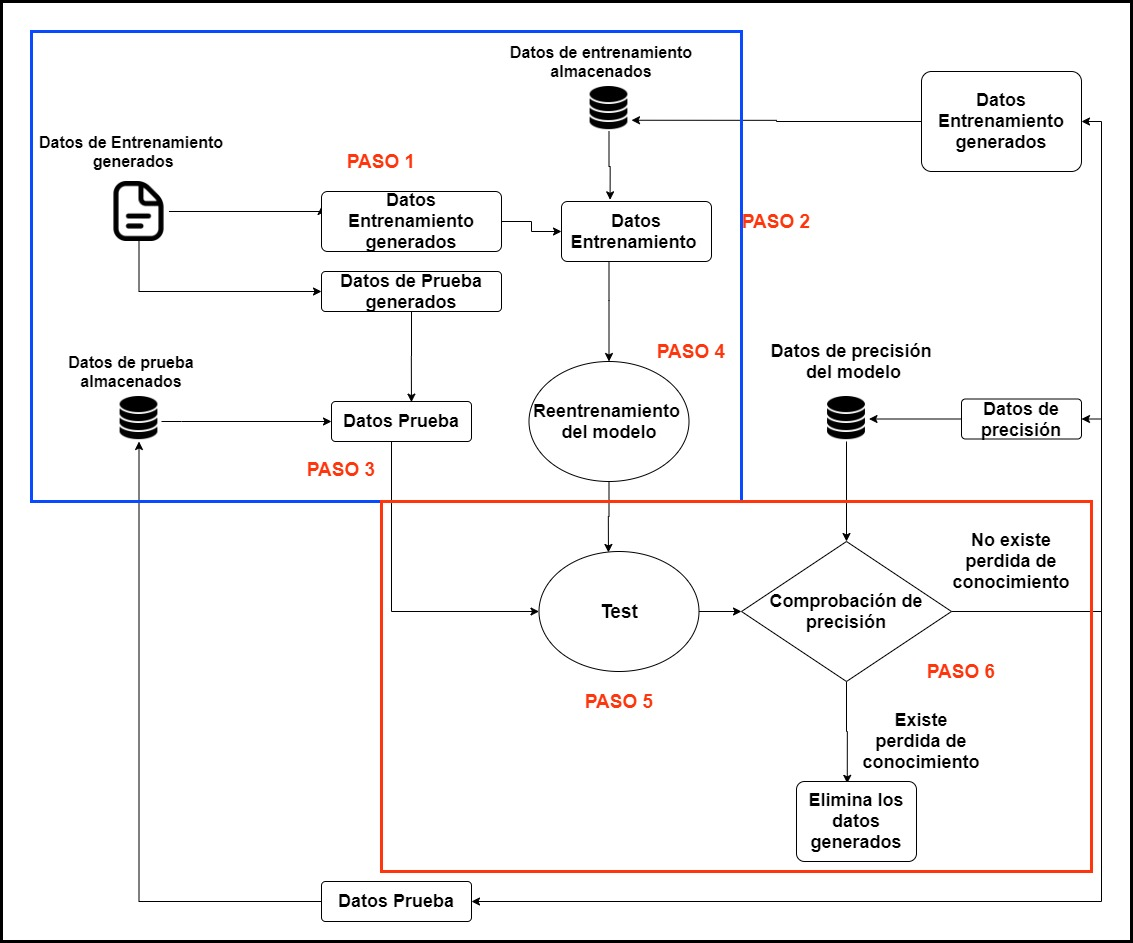 Datos de entrenamiento
almacenados
Datos
Entrenamiento
generados
Datos de Entrenamiento
generados
PASO 1
Datos
Entrenamiento
generados
Datos
Entrenamiento
PASO 2
Datos de Prueba
generados
Datos de prueba
almacenados
PASO 4
Datos de precisión
del modelo
Datos Prueba
Reentrenamiento
del modelo
Datos de
precisión
PASO 3
No existe
perdida de
conocimiento
Test
Comprobación de
precisión
PASO 5
PASO 6
Existe
perdida de
conocimiento
Elimina los
datos
generados
Datos Prueba